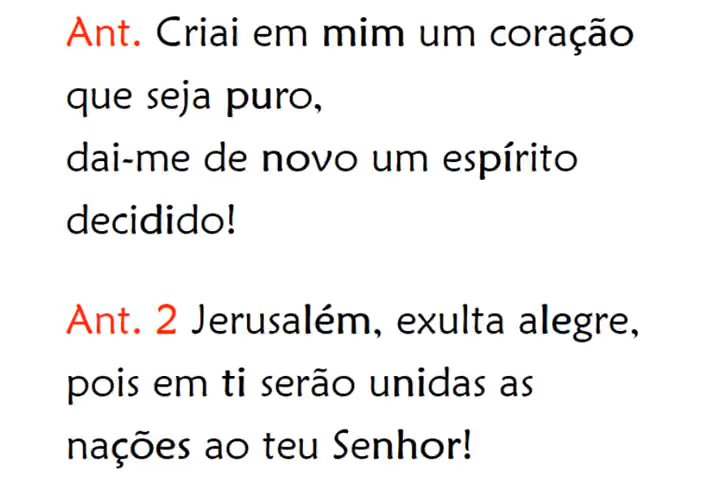 Ant. Criai em mim um coração
que seja puro,
dai-me de novo um espírito
decidido!
Ant. 2 Jerusalém, exulta alegre,
pois em ti serão unidas as
nações ao teu Senhor!